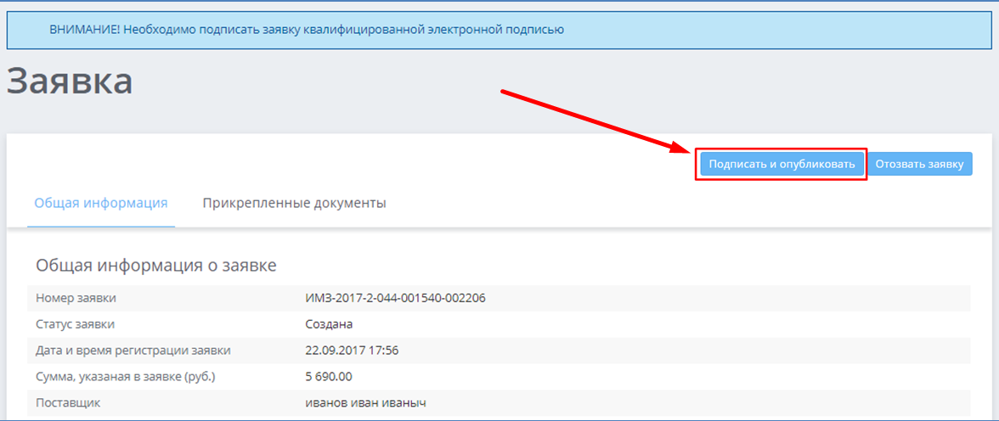 ВНИМАНИЕ! Необходимо подписать заявку квалифицированной электронной подписью
Заявка
Подписать и опубликовать Отозвать заявку
Общая информация Прикрепленные документы
Общая информация о заявке
Номер заявки ИМЗ-2017-2-044-001540-002206
Статус заявки Создана
Дата и время регистрации заявки 22.09.2017 17:56
Сумма, указаная в заявке (руб.) 5 690.00
Поставщик иванов иван иваныч